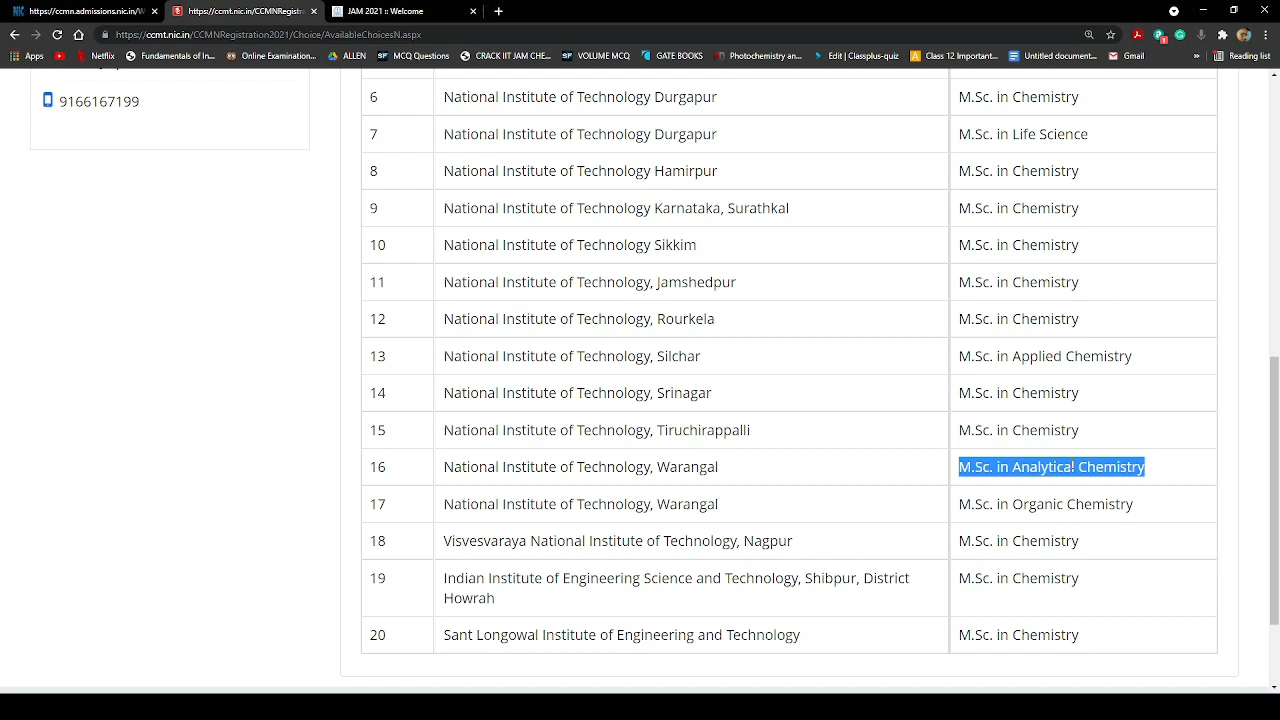 https://ccmn.admissions.nic.in/W
https://ccmt.nic.in/CCMNRegistr
JAM 2021 :: Welcome
https://ccmt.nic.in/CCMNRegistration2021/Choice/AvailableChoicesN.aspx
Apps
Netflix
Fundamentals of In...
Online Examination...
ALLEN
MCQ Questions
CRACK IIT JAM CHE...
VOLUME MCQ
GATE BOOKS
Photochemistry an...
Edit | Classplus-quiz
Class 12 Important...
Untitled document...
Gmail
»
Reading list
9166167199
6 National Institute of Technology Durgapur M.Sc. in Chemistry
7 National Institute of Technology Durgapur M.Sc. in Life Science
8 National Institute of Technology Hamirpur M.Sc. in Chemistry
9 National Institute of Technology Karnataka, Surathkal M.Sc. in Chemistry
10 National Institute of Technology Sikkim M.Sc. in Chemistry
11 National Institute of Technology, Jamshedpur M.Sc. in Chemistry
12 National Institute of Technology, Rourkela M.Sc. in Chemistry
13 National Institute of Technology, Silchar M.Sc. in Applied Chemistry
14 National Institute of Technology, Srinagar M.Sc. in Chemistry
15 National Institute of Technology, Tiruchirappalli M.Sc. in Chemistry
16 National Institute of Technology, Warangal M.Sc. in Analytical Chemistry
17 National Institute of Technology, Warangal M.Sc. in Organic Chemistry
18 Visvesvaraya National Institute of Technology, Nagpur M.Sc. in Chemistry
19 Indian Institute of Engineering Science and Technology, Shibpur, District M.Sc. in Chemistry
Howrah
20 Sant Longowal Institute of Engineering and Technology M.Sc. in Chemistry